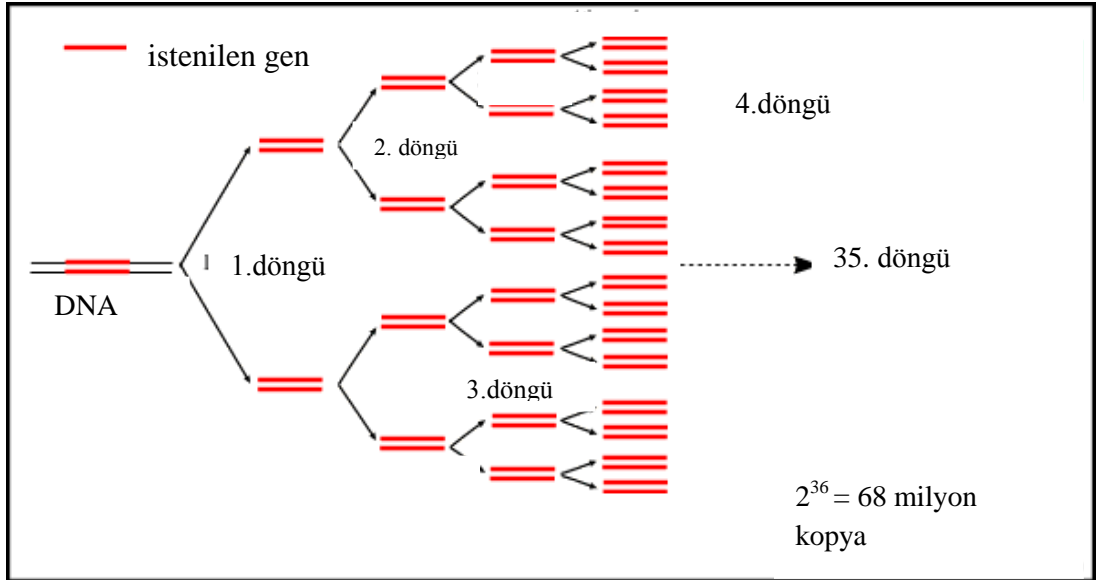 istenilen gen
4.döngü
2. döngü
1.döngü
35. döngü
DNA
3.döngü
2³⁶ = 68 milyon
kopya